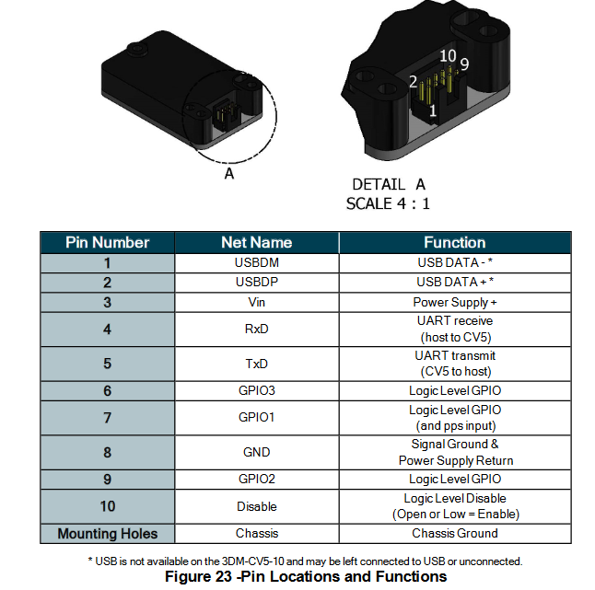 10
9
2
1
A
DETAIL A
SCALE 4 : 1
Pin Number Net Name Function
1 USBDM USB DATA - *
2 USBDP USB DATA + *
3 Vin Power Supply +
4 RxD UART receive
(host to CV5)
5 TxD UART transmit
(CV5 to host)
6 GPIO3 Logic Level GPIO
7 GPIO1 Logic Level GPIO
(and pps input)
8 GND Signal Ground &
Power Supply Return
9 GPIO2 Logic Level GPIO
10 Disable Logic Level Disable
(Open or Low = Enable)
Mounting Holes Chassis Chassis Ground
* USB is not available on the 3DM-CV5-10 and may be left connected to USB or unconnected.
Figure 23 -Pin Locations and Functions